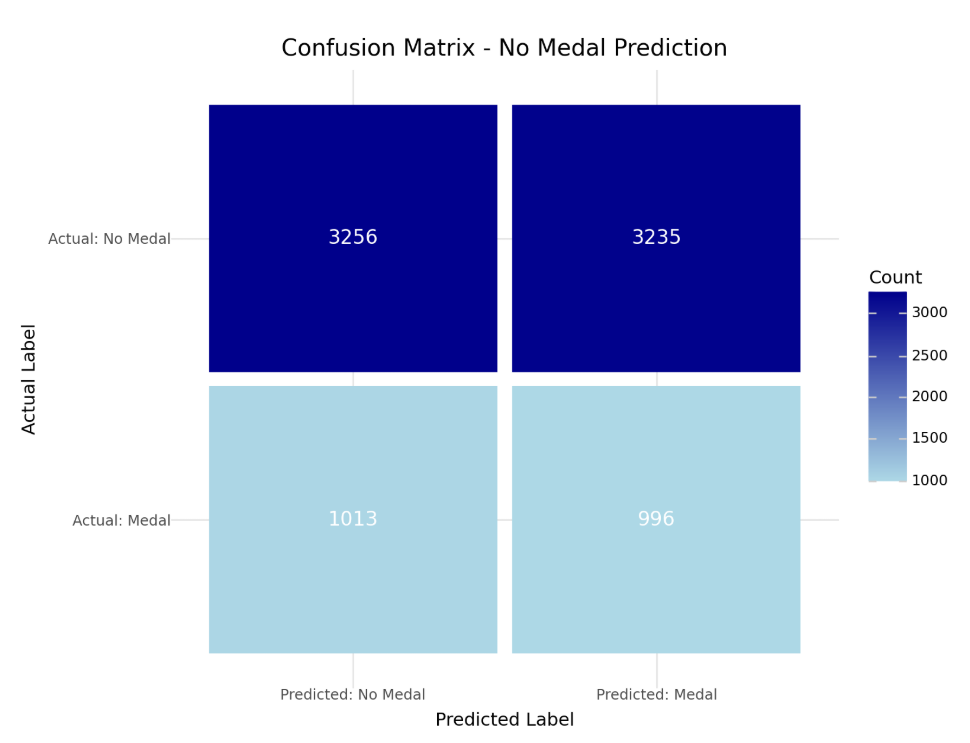 Confusion Matrix - No Medal Prediction
Actual: No Medal
3256
3235
Actual: Medal
1013
996
Predicted: No Medal
Predicted: Medal
Predicted Label
Actual Label
Count
3000
2500
2000
1500
1000